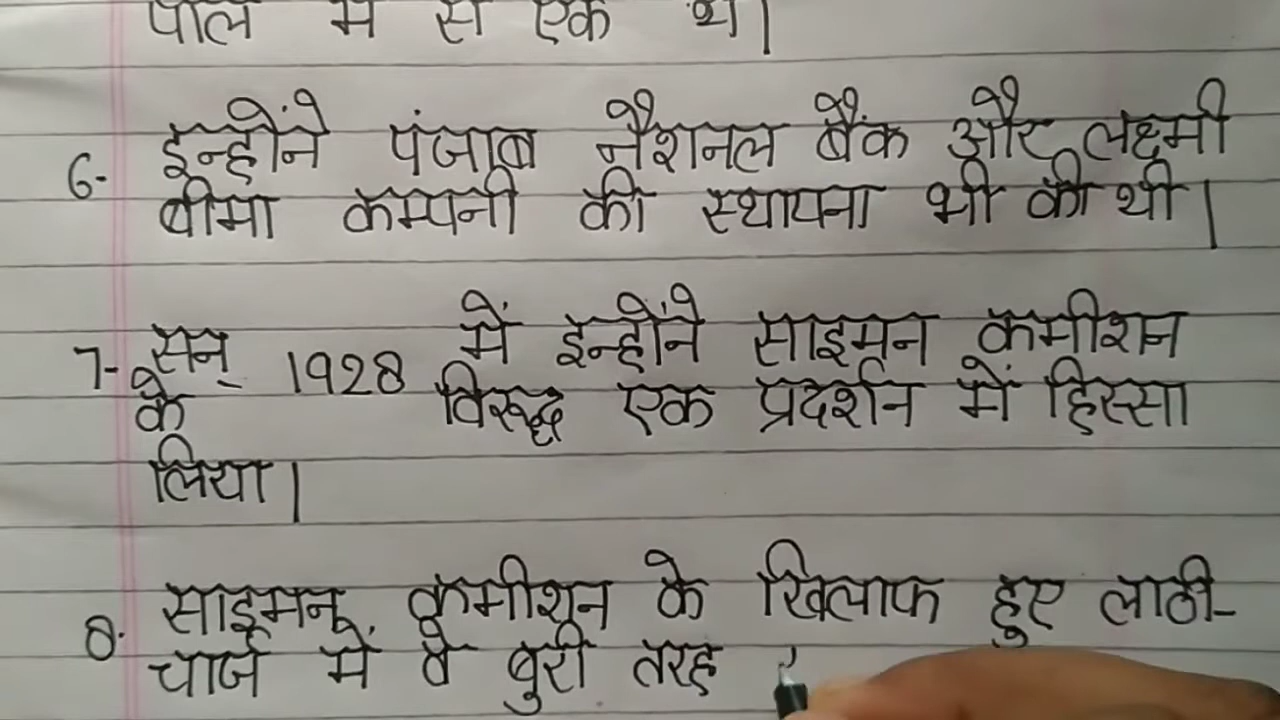 पाल में से एक थे।
6- इन्होंने पंजाब नैशनल बैंक और लक्ष्मी
बीमा कम्पनी की स्थापना भी की थी।
7- सन् 1928 में इन्होंने साइमन कमीशन
के विरूद्ध एक प्रदर्शन में हिस्सा
लिया।
8. साइमन कमीशन के खिलाफ हुए लाठी-
चार्ज में वे बुरी तरह